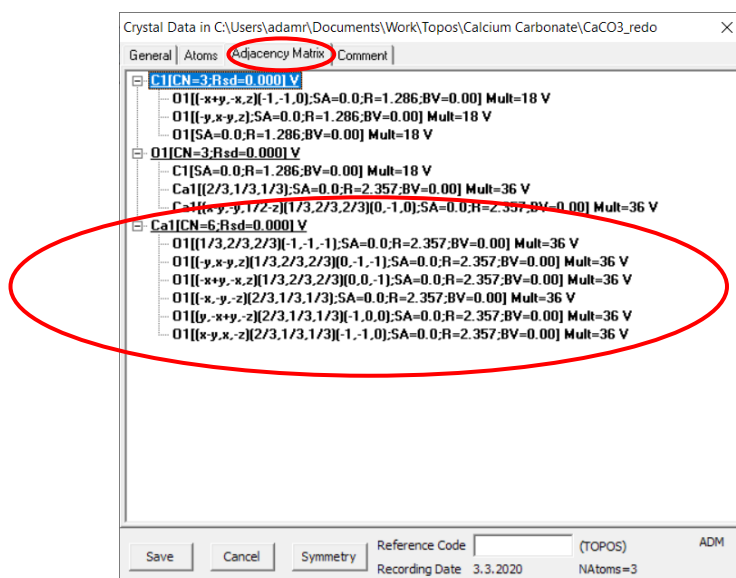 Crystal Data in C:\Users\adamr\Documents\Work\Topos\Calcium Carbonate\CaCO3_redo
General Atoms Adjacency Matrix Comment
C1[CN=3;Rsd=0.000] V
O1[(-x+y,-x,z)(-1,-1,0);SA=0.0;R=1.286;BV=0.00] Mult=18 V
O1[(-y,x-y,z);SA=0.0;R=1.286;BV=0.00] Mult=18 V
O1[SA=0.0;R=1.286;BV=0.00] Mult=18 V
O1[CN=3;Rsd=0.000] V
C1[SA=0.0;R=1.286;BV=0.00] Mult=18 V
Ca1[(2/3,1/3,1/3);SA=0.0;R=2.357;BV=0.00] Mult=36 V
Ca1[(x-y,-y,1/2-z)(1/3,2/3,2/3)(0,-1,0);SA=0.0;R=2.357;BV=0.00] Mult=36 V
Ca1[CN=6;Rsd=0.000] V
O1[(1/3,2/3,2/3)(-1,-1,-1);SA=0.0;R=2.357;BV=0.00] Mult=36 V
O1[(-y,x-y,z)(1/3,2/3,2/3)(0,-1,-1);SA=0.0;R=2.357;BV=0.00] Mult=36 V
O1[(-x+y,-x,z)(1/3,2/3,2/3)(0,0,-1);SA=0.0;R=2.357;BV=0.00] Mult=36 V
O1[(-x,-y,-z)(2/3,1/3,1/3);SA=0.0;R=2.357;BV=0.00] Mult=36 V
O1[(y,-x+y,-z)(2/3,1/3,1/3)(-1,0,0);SA=0.0;R=2.357;BV=0.00] Mult=36 V
O1[(x-y,x,-z)(2/3,1/3,1/3)(-1,-1,0);SA=0.0;R=2.357;BV=0.00] Mult=36 V
Save Cancel Symmetry Reference Code (TOPOS) ADM
Recording Date 3.3.2020 NAtoms=3